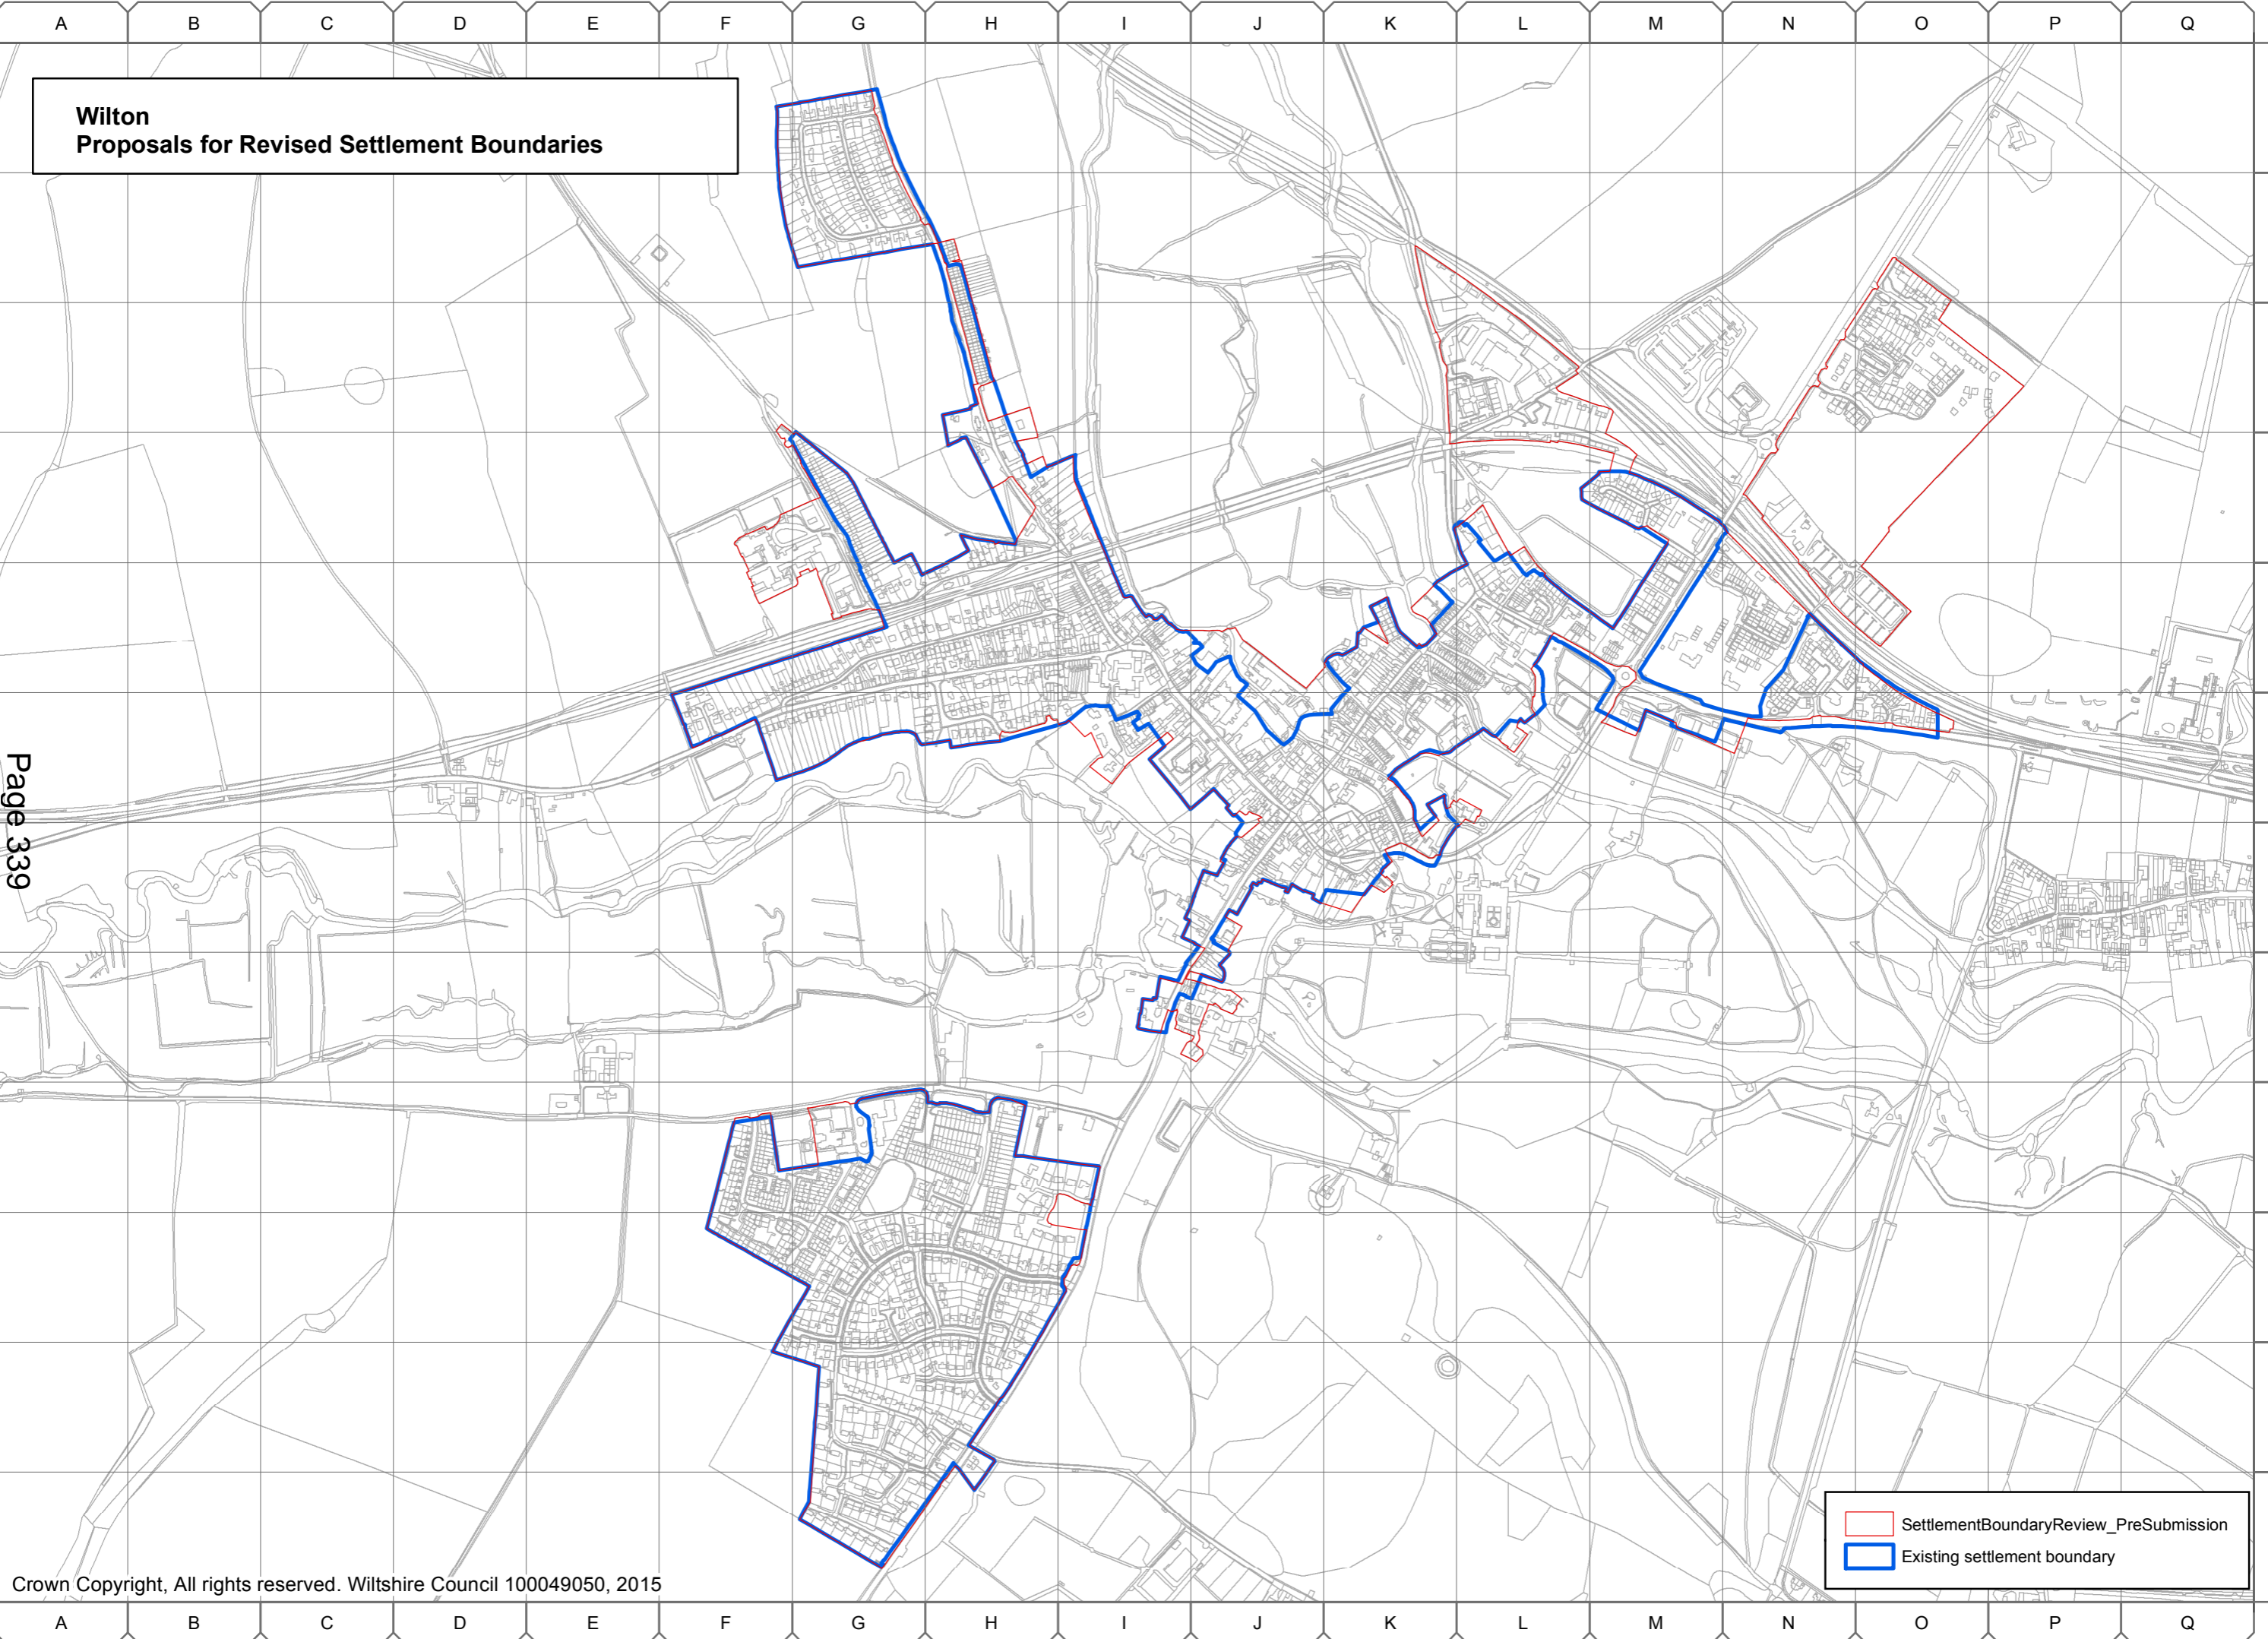 A B C D E F G H I J K L M N O P Q
Wilton
Proposals for Revised Settlement Boundaries
Page 339
SettlementBoundaryReview_PreSubmission
Existing settlement boundary
Crown Copyright, All rights reserved. Wiltshire Council 100049050, 2015
A B C D E F G H I J K L M N O P Q